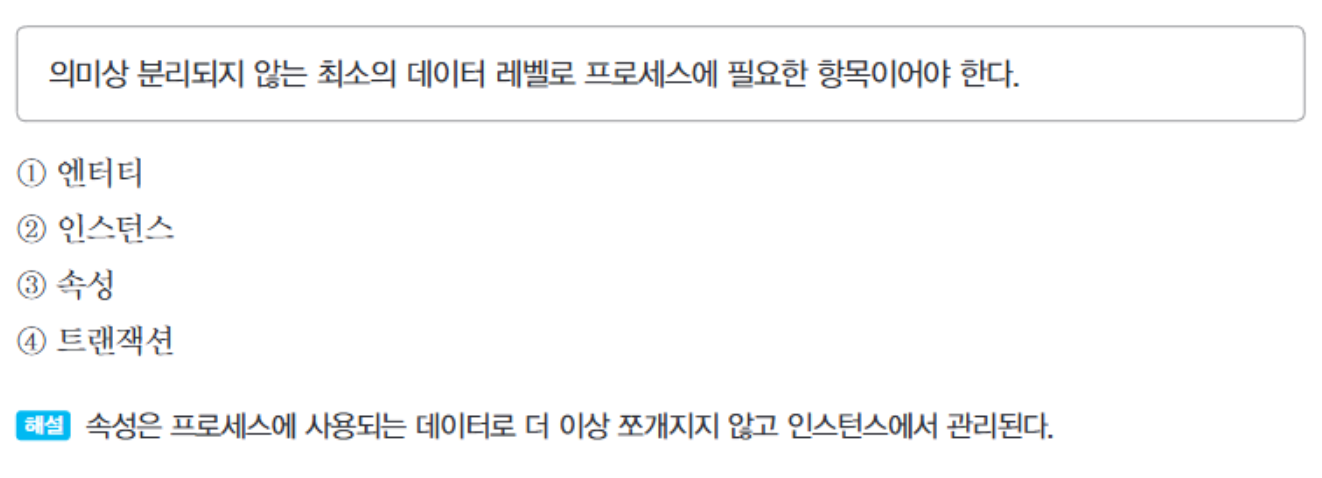 의미상 분리되지 않는 최소의 데이터 레벨로 프로세스에 필요한 항목이어야 한다.
① 엔터티
② 인스턴스
③ 속성
④ 트랜잭션
해설 속성은 프로세스에 사용되는 데이터로 더 이상 쪼개지지 않고 인스턴스에서 관리된다.